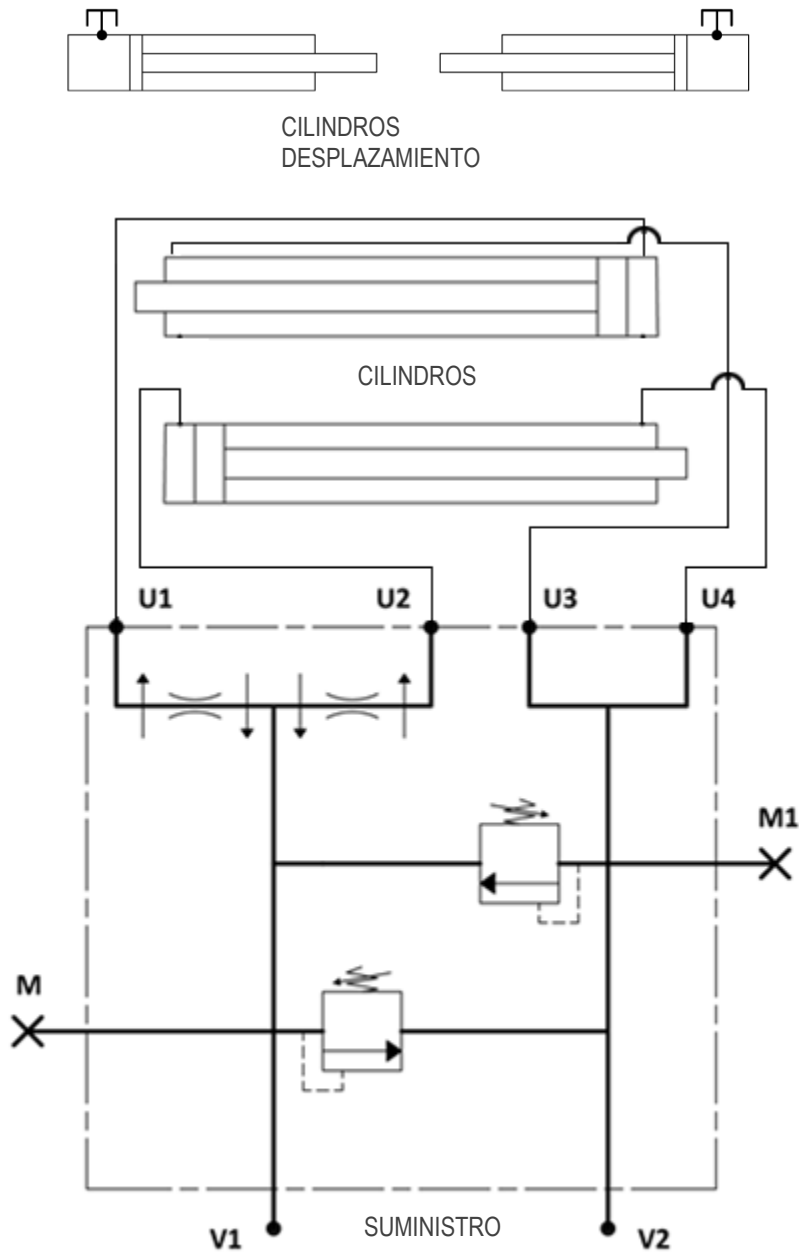 CILINDROS
DESPLAZAMIENTO
CILINDROS
U1 U2 U3 U4
M1
M
V1 SUMINISTRO V2